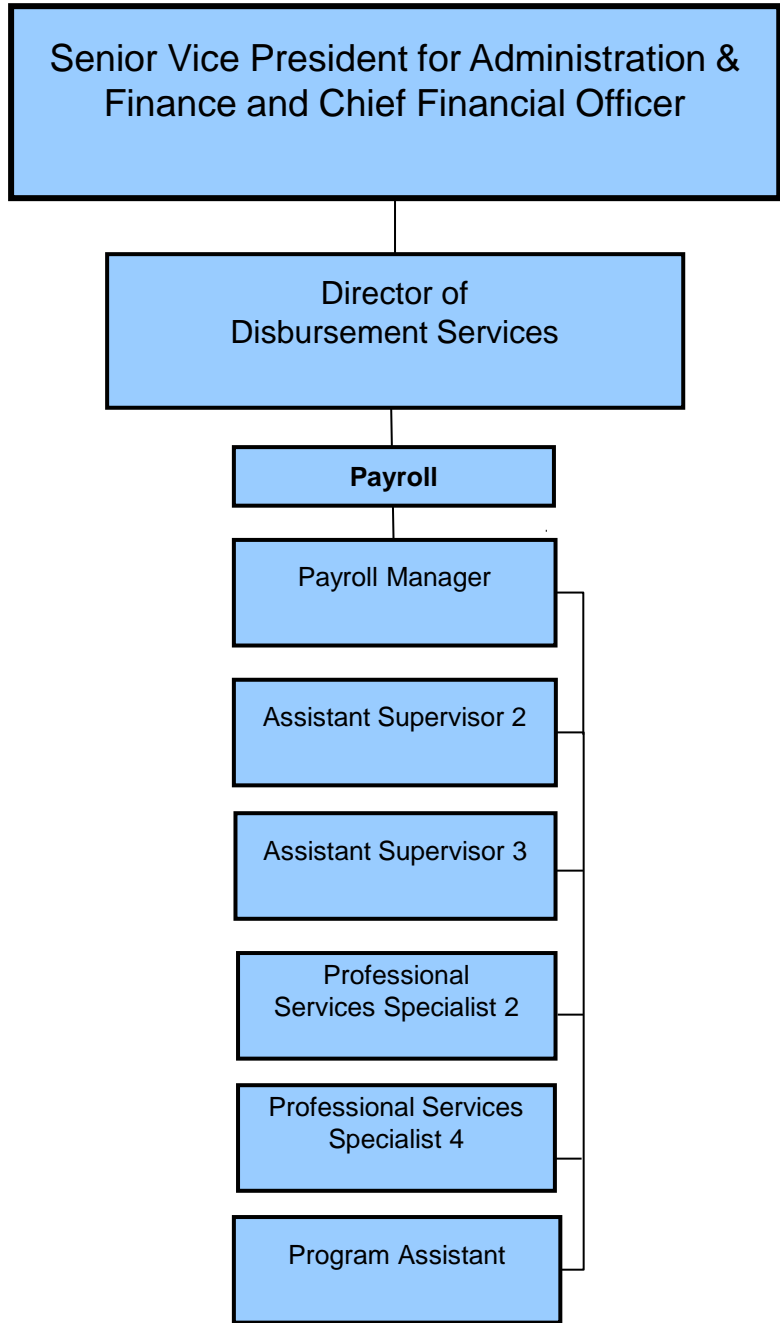 Senior Vice President for Administration &
Finance and Chief Financial Officer
Director of
Disbursement Services
Payroll
Payroll Manager
Assistant Supervisor 2
Assistant Supervisor 3
Professional
Services Specialist 2
Professional Services
Specialist 4
Program Assistant